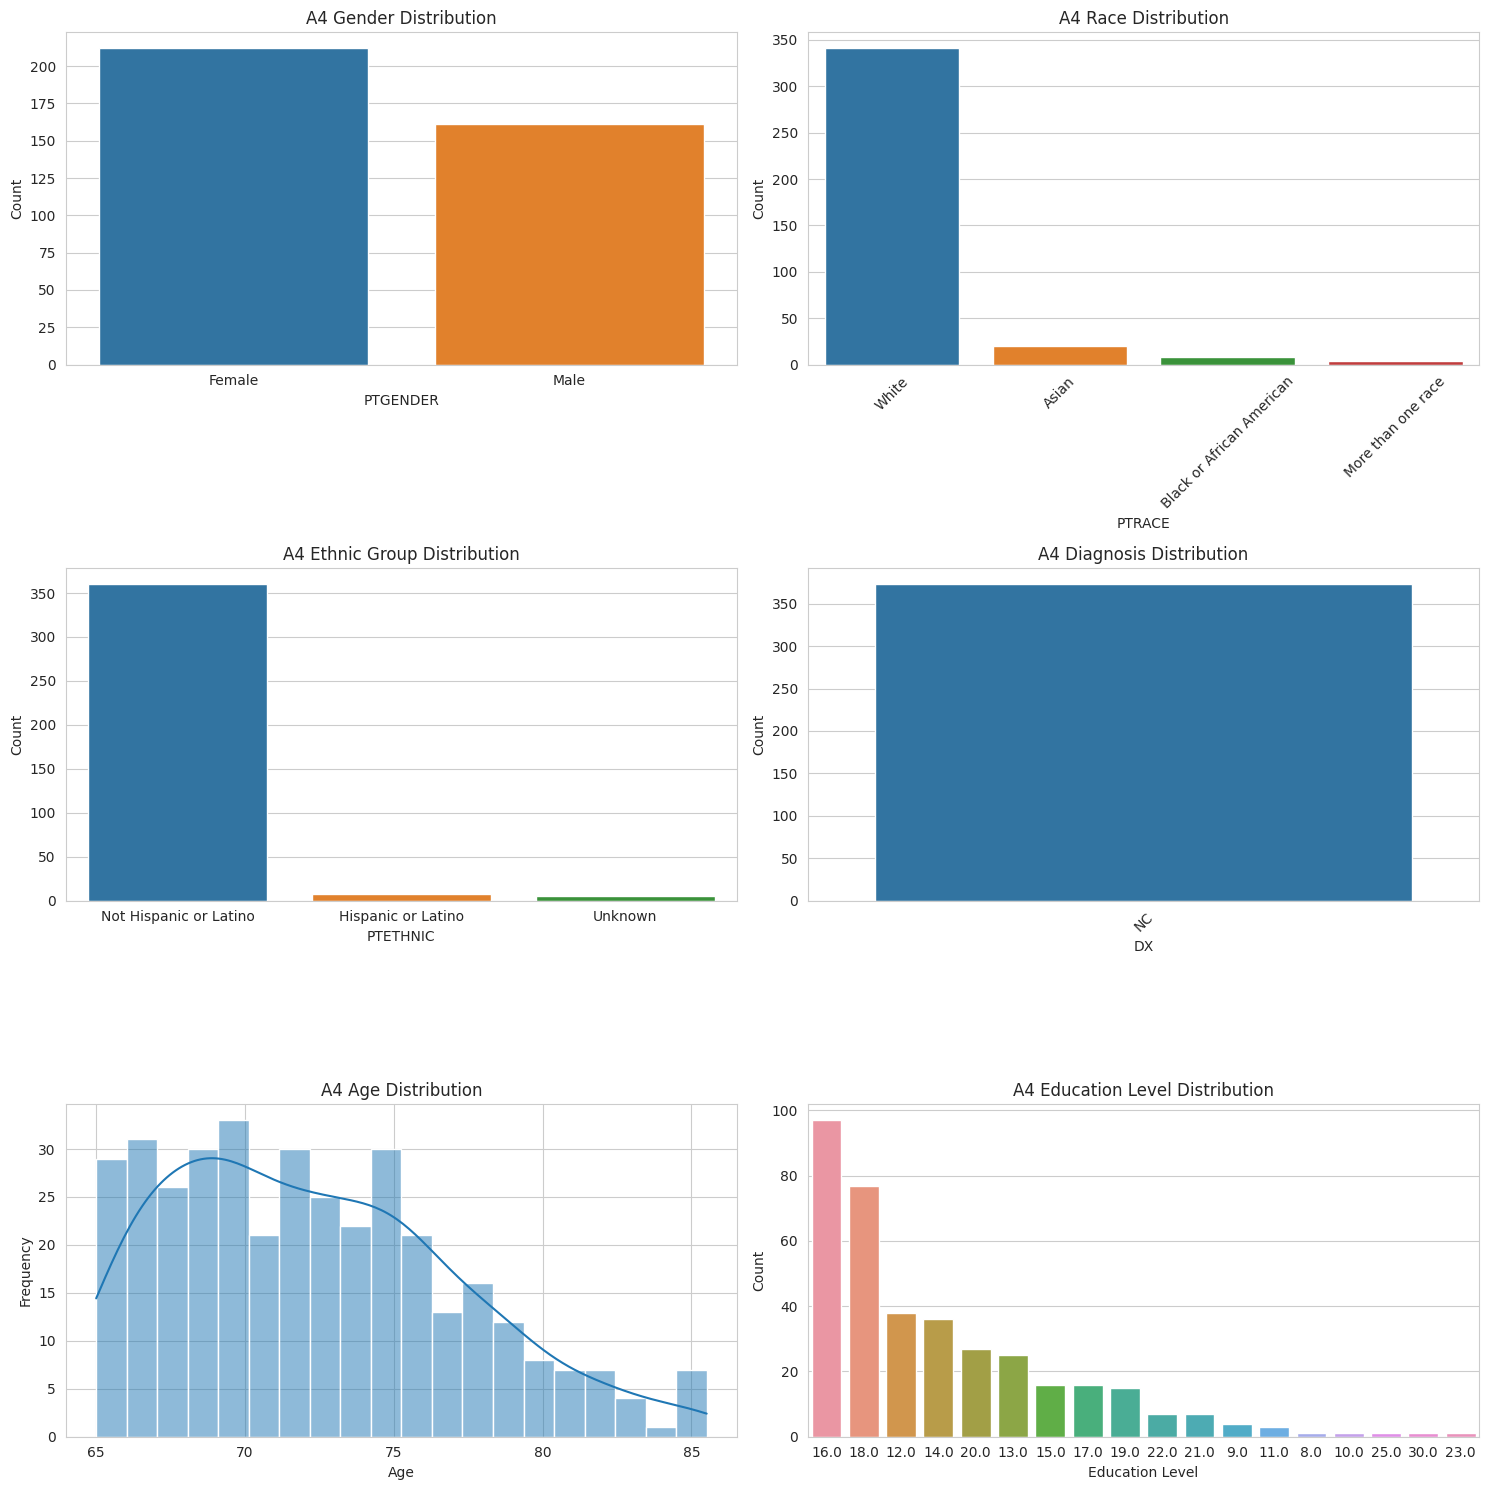 A4 Gender Distribution
200
175
150
125
100
75
50
25
0
Count
Female Male
PTGENDER
A4 Race Distribution
350
300
250
200
150
100
50
0
Count
White Asian Black or African American More than one race
PTRACE
A4 Ethnic Group Distribution
350
300
250
200
150
100
50
0
Count
Not Hispanic or Latino Hispanic or Latino Unknown
PTETHNIC
A4 Diagnosis Distribution
350
300
250
200
150
100
50
0
Count
NC
DX
A4 Age Distribution
30
25
20
15
10
5
0
Frequency
65 70 75 80 85
Age
A4 Education Level Distribution
100
80
60
40
20
0
Count
16.0 18.0 12.0 14.0 20.0 13.0 15.0 17.0 19.0 22.0 21.0 9.0 11.0 8.0 10.0 25.0 30.0 23.0
Education Level